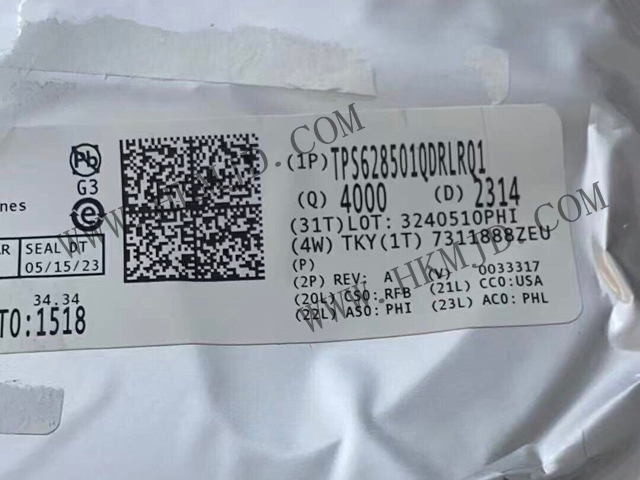 Pb
G3
e
nes
R
SEAL DT
05/15/23
34.34
TO:1518
(1P) TPS628501QDRLRQ1
(Q) 4000 (D) 2314
(31T)LOT: 3240510PHI
(4W) TKY(1T) 7311888ZEU
(P)
(2P) REV: A (V) 0033317
(20L) CSO: RFB (21L) CCO:USA
(22L) ASO: PHI (23L) ACO: PHL
WWW.HKMJD.COM
WWW.HKMJD.COM